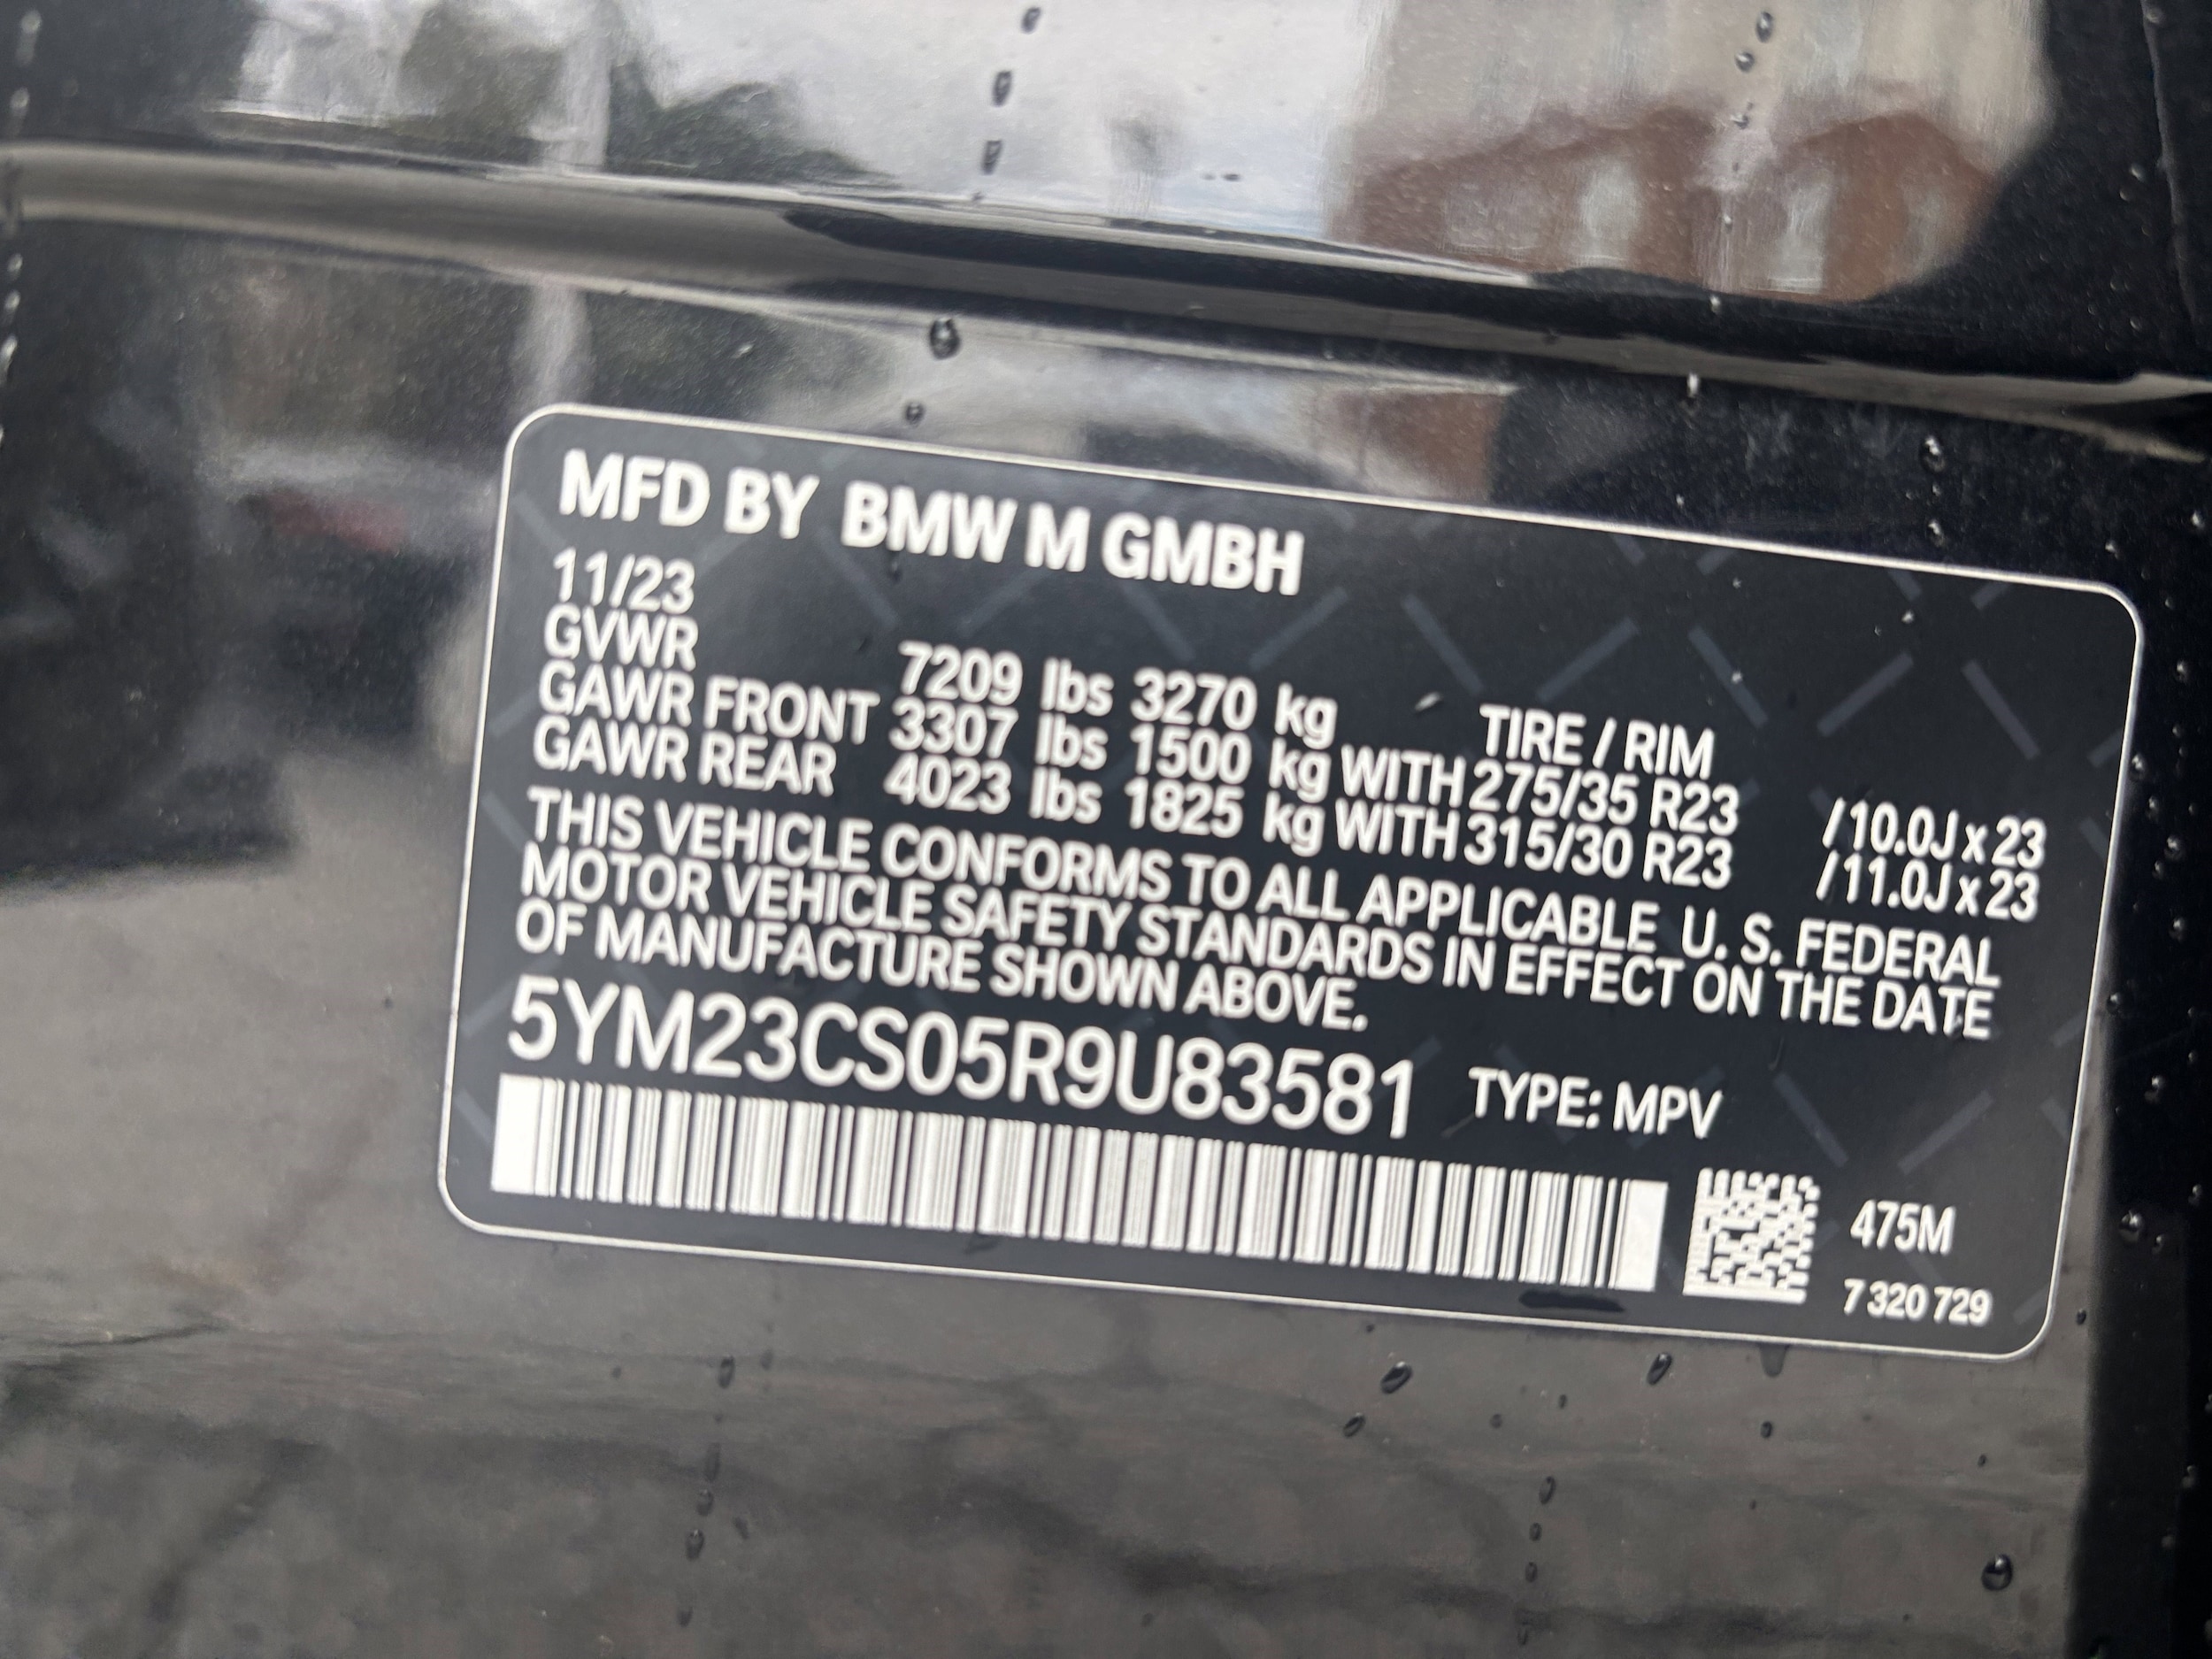 MFD BY BMW M GMBH
11/23
GVWR 7209 lbs 3270 kg TIRE / RIM
GAWR FRONT 3307 lbs 1500 kg WITH 275/35 R23 /10.0J x 23
GAWR REAR 4023 lbs 1825 kg WITH 315/30 R23 /11.0J x 23
THIS VEHICLE CONFORMS TO ALL APPLICABLE U. S. FEDERAL
MOTOR VEHICLE SAFETY STANDARDS IN EFFECT ON THE DATE
OF MANUFACTURE SHOWN ABOVE.
5YM23CS05R9U83581 TYPE: MPV
475M
7 320 729